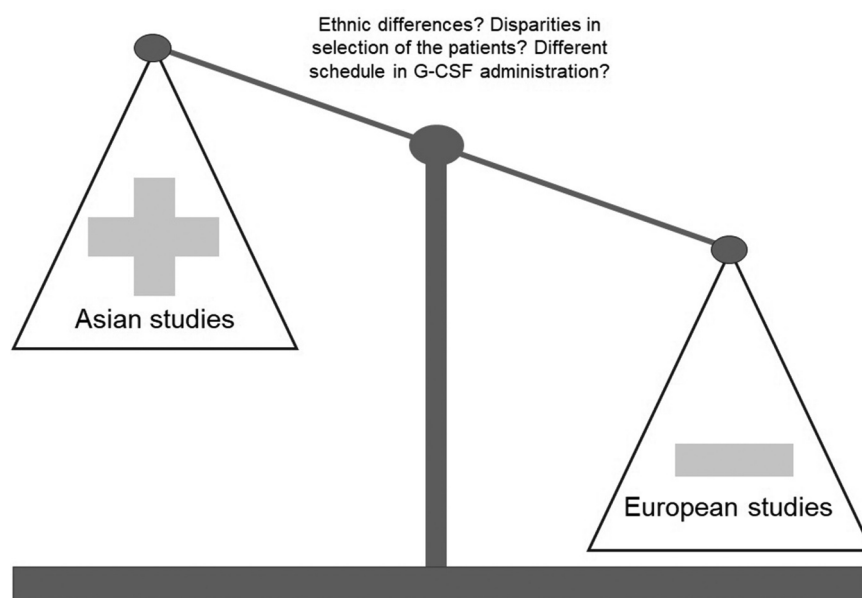 Ethnic differences? Disparities in
selection of the patients? Different
schedule in G-CSF administration?
Asian studies
European studies